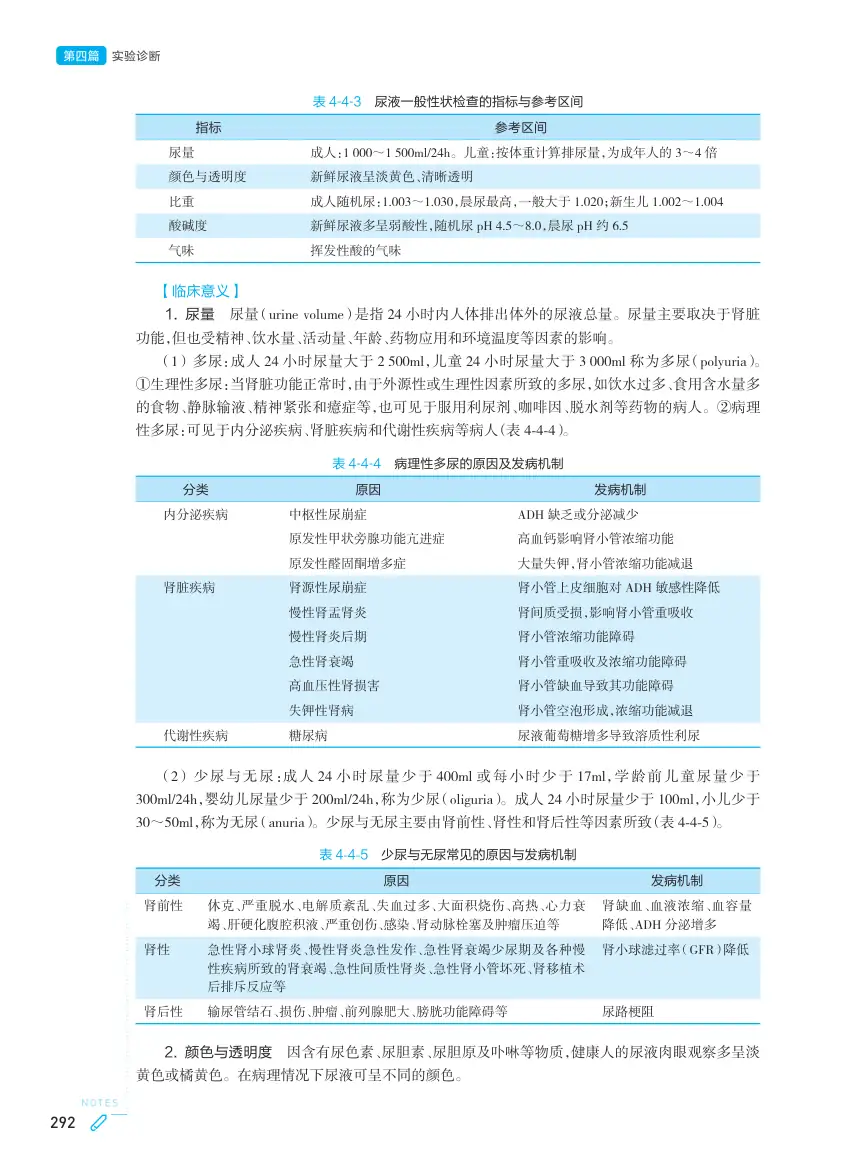 第四篇 实验诊断
表 4-4-3 尿液一般性状检查的指标与参考区间
指标 参考区间
尿量 成人：1 000～1 500ml/24h。儿童：按体重计算排尿量，为成年人的 3～4 倍
颜色与透明度 新鲜尿液呈淡黄色、清晰透明
比重 成人随机尿：1.003～1.030，晨尿最高，一般大于 1.020；新生儿 1.002～1.004
酸碱度 新鲜尿液多呈弱酸性，随机尿 pH 4.5～8.0，晨尿 pH 约 6.5
气味 挥发性酸的气味
【临床意义】
1. 尿量 尿量（urine volume）是指 24 小时内人体排出体外的尿液总量。尿量主要取决于肾脏
功能，但也受精神、饮水量、活动量、年龄、药物应用和环境温度等因素的影响。
（1）多尿：成人 24 小时尿量大于 2 500ml，儿童 24 小时尿量大于 3 000ml 称为多尿（polyuria）。
①生理性多尿：当肾脏功能正常时，由于外源性或生理性因素所致的多尿，如饮水过多、食用含水量多
的食物、静脉输液、精神紧张和癔症等，也可见于服用利尿剂、咖啡因、脱水剂等药物的病人。②病理
性多尿：可见于内分泌疾病、肾脏疾病和代谢性疾病等病人（表 4-4-4）。
表 4-4-4 病理性多尿的原因及发病机制
分类 原因 发病机制
内分泌疾病 中枢性尿崩症 ADH 缺乏或分泌减少
原发性甲状旁腺功能亢进症 高血钙影响肾小管浓缩功能
原发性醛固酮增多症 大量失钾，肾小管浓缩功能减退
肾脏疾病 肾源性尿崩症 肾小管上皮细胞对 ADH 敏感性降低
慢性肾盂肾炎 肾间质受损，影响肾小管重吸收
慢性肾炎后期 肾小管浓缩功能障碍
急性肾衰竭 肾小管重吸收及浓缩功能障碍
高血压性肾损害 肾小管缺血导致其功能障碍
失钾性肾病 肾小管空泡形成，浓缩功能减退
代谢性疾病 糖尿病 尿液葡萄糖增多导致溶质性利尿
（2）少尿与无尿：成人 24 小时尿量少于 400ml 或每小时少于 17ml，学龄前儿童尿量少于
300ml/24h，婴幼儿尿量少于 200ml/24h，称为少尿（oliguria）。成人 24 小时尿量少于 100ml，小儿少于
30～50ml，称为无尿（anuria）。少尿与无尿主要由肾前性、肾性和肾后性等因素所致（表 4-4-5）。
表 4-4-5 少尿与无尿常见的原因与发病机制
分类 原因 发病机制
肾前性 休克、严重脱水、电解质紊乱、失血过多、大面积烧伤、高热、心力衰 肾缺血、血液浓缩、血容量
竭、肝硬化腹腔积液、严重创伤、感染、肾动脉栓塞及肿瘤压迫等 降低、ADH 分泌增多
肾性 急性肾小球肾炎、慢性肾炎急性发作、急性肾衰竭少尿期及各种慢 肾小球滤过率（GFR）降低
性疾病所致的肾衰竭、急性间质性肾炎、急性肾小管坏死、肾移植术
后排斥反应等
肾后性 输尿管结石、损伤、肿瘤、前列腺肥大、膀胱功能障碍等 尿路梗阻
2. 颜色与透明度 因含有尿色素、尿胆素、尿胆原及卟啉等物质，健康人的尿液肉眼观察多呈淡
黄色或橘黄色。在病理情况下尿液可呈不同的颜色。
NOTES
292